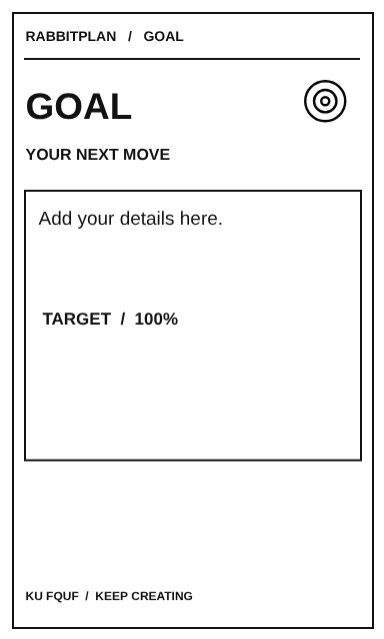 RABBITPLAN / GOAL
GOAL
YOUR NEXT MOVE
Add your details here.
TARGET / 100%
KU FQUF / KEEP CREATING